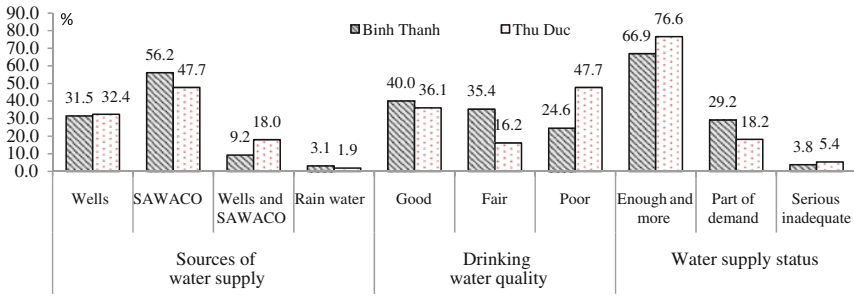 90.0
80.0
70.0
60.0
50.0
40.0
30.0
20.0
10.0
0.0
%
Binh Thanh Thu Duc
31.5 32.4 56.2 47.7 9.2 18.0 3.1 1.9 40.0 36.1 35.4 16.2 24.6 47.7 66.9 76.6 29.2 18.2 3.8 5.4
Wells SAWACO Wells and Rain water Good Fair Poor Enough and Part of Serious
SAWACO more demand inadequate
Sources of Drinking Water supply status
water supply water quality